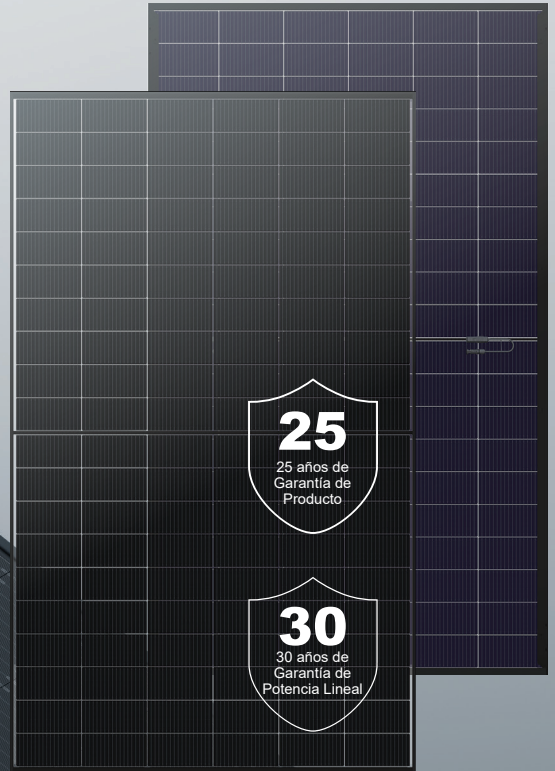 25
25 años de
Garantía de
Producto
30
30 años de
Garantía de
Potencia Lineal